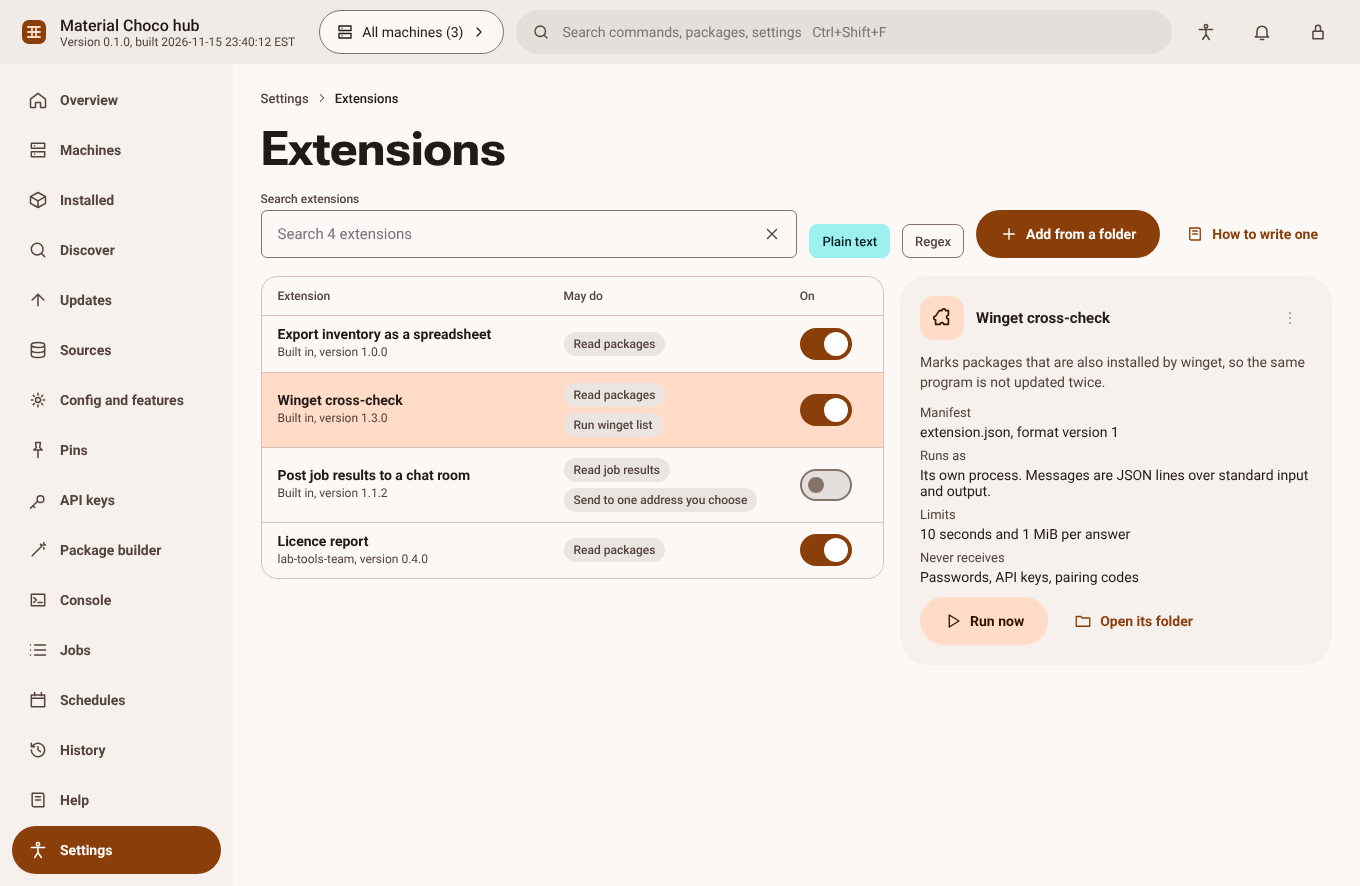 Material Choco hub
Version 0.1.0, built 2026-11-15 23:40:12 EST
All machines (3)
Search commands, packages, settings Ctrl+Shift+F
Overview
Machines
Installed
Discover
Updates
Sources
Config and features
Pins
API keys
Package builder
Console
Jobs
Schedules
History
Help
Settings
Settings
Extensions
Extensions
Search extensions
Search 4 extensions
Plain text
Regex
Add from a folder
How to write one
Extension
May do
On
Export inventory as a spreadsheet
Built in, version 1.0.0
Read packages
Winget cross-check
Built in, version 1.3.0
Read packages
Run winget list
Post job results to a chat room
Built in, version 1.1.2
Read job results
Send to one address you choose
Licence report
lab-tools-team, version 0.4.0
Read packages
Winget cross-check
Marks packages that are also installed by winget, so the same
program is not updated twice.
Manifest
extension.json, format version 1
Runs as
Its own process. Messages are JSON lines over standard input
and output.
Limits
10 seconds and 1 MiB per answer
Never receives
Passwords, API keys, pairing codes
Run now
Open its folder